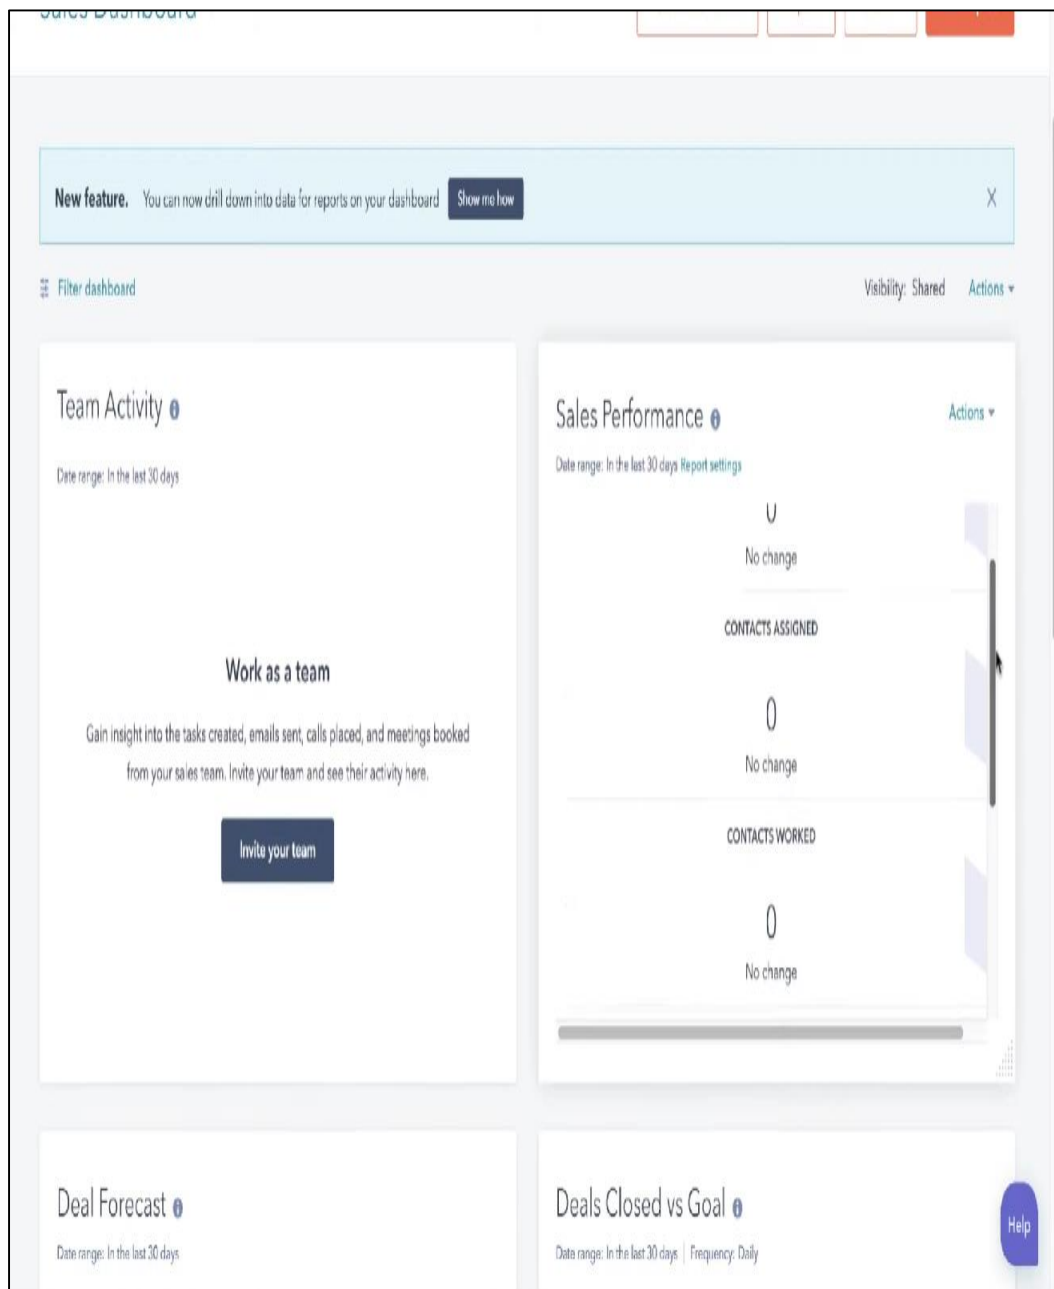 Sales Dashboard
New feature. You can now drill down into data for reports on your dashboard Show me how X
Filter dashboard
Visibility: Shared Actions
Team Activity
Date range: In the last 30 days
Work as a team
Gain insight into the tasks created, emails sent, calls placed, and meetings booked
from your sales team. Invite your team and see their activity here.
Invite your team
Sales Performance
Actions
Date range: In the last 30 days Report settings
0
No change
CONTACTS ASSIGNED
0
No change
CONTACTS WORKED
0
No change
Deal Forecast
Date range: In the last 30 days
Deals Closed vs Goal
Date range: In the last 30 days | Frequency: Daily
Help